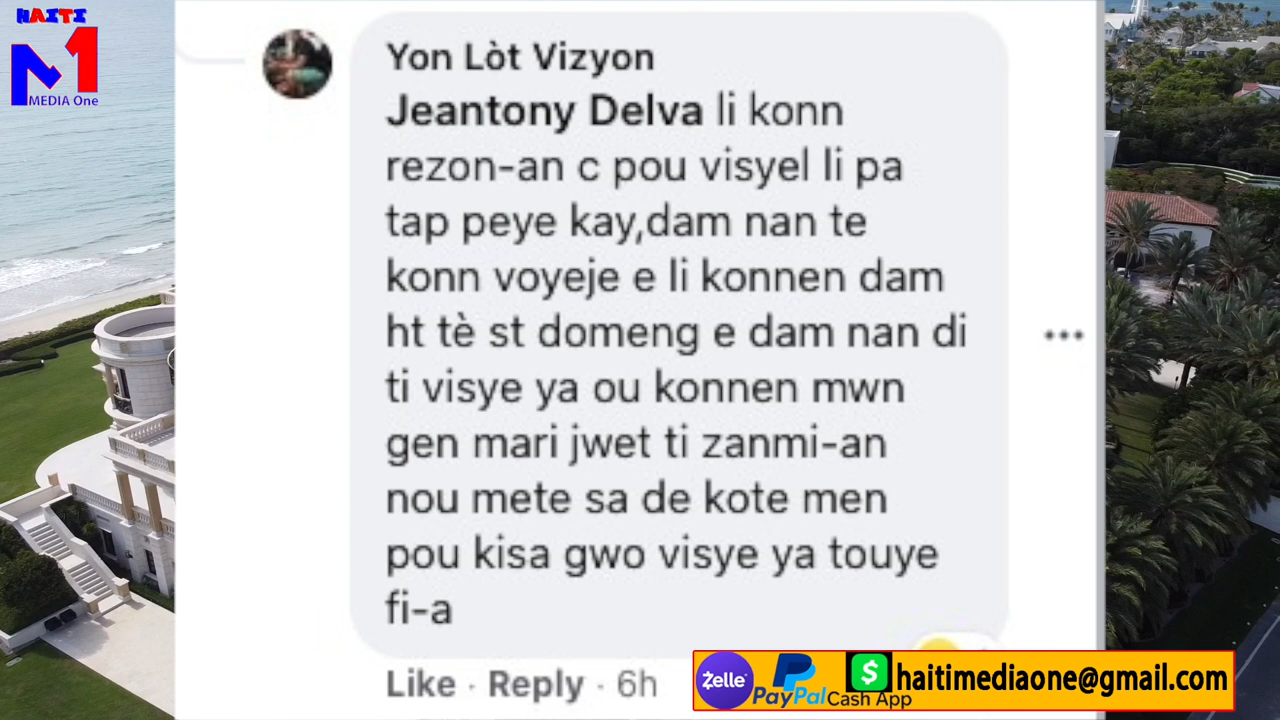 HAITI
M1
MEDIA One
Yon Lòt Vizyon
Jeantony Delva li konn
rezon-an c pou visyel li pa
tap peye kay,dam nan te
konn voyeje e li konnen dam
ht tè st domeng e dam nan di
ti visye ya ou konnen mwn
gen mari jwet ti zanmi-an
nou mete sa de kote men
pou kisa gwo visye ya touye
fi-a
Like · Reply · 6h
Zelle PayPal $ Cash App haitimediaone@gmail.com